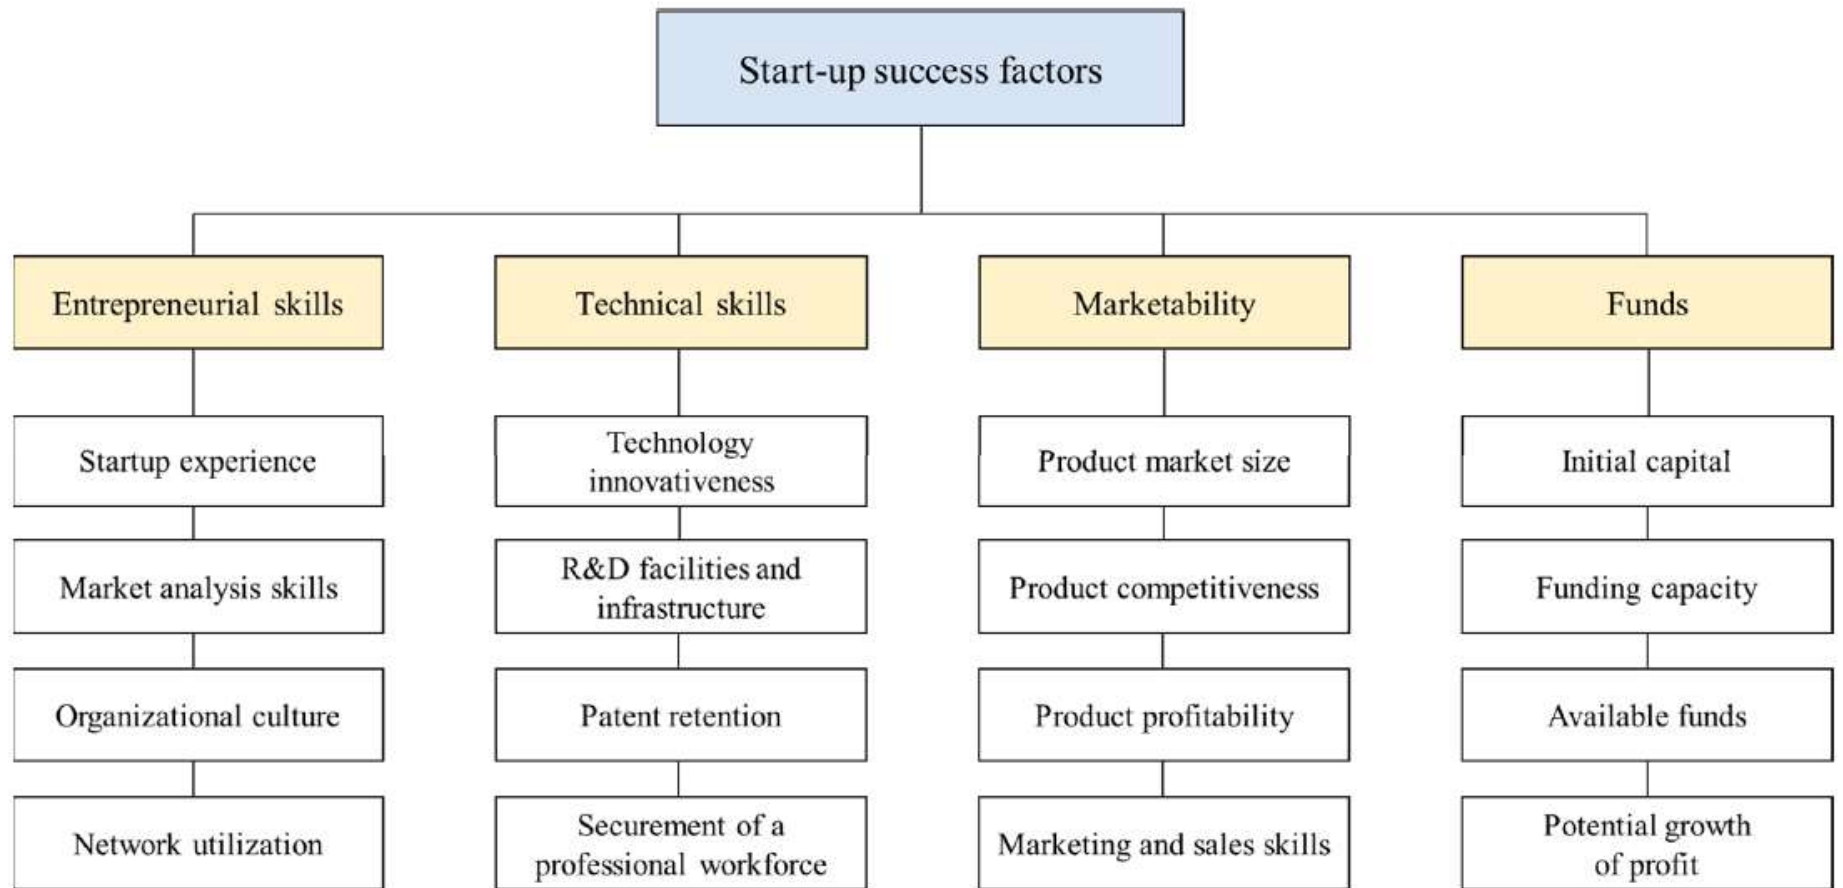 Start-up success factors
Entrepreneurial skills
Technical skills
Marketability
Funds
Startup experience
Technology
innovativeness
Product market size
Initial capital
Market analysis skills
R&D facilities and
infrastructure
Product competitiveness
Funding capacity
Organizational culture
Patent retention
Product profitability
Available funds
Network utilization
Securement of a
professional workforce
Marketing and sales skills
Potential growth
of profit